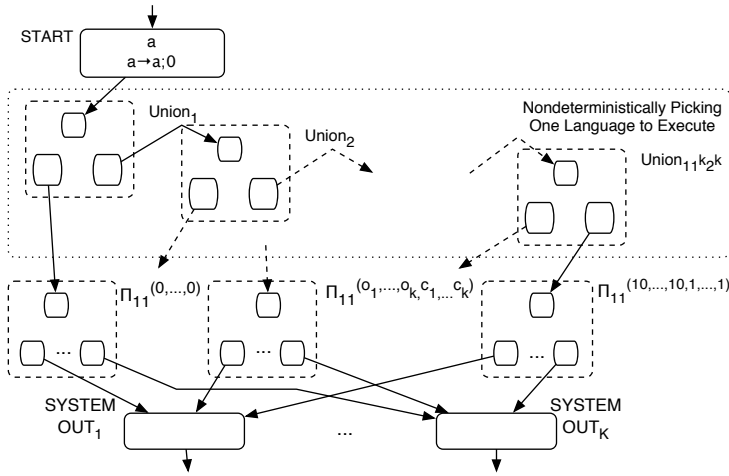 START
a
a→a;0
Union1
Union2
Nondeterministically Picking
One Language to Execute
Union11k2k
Π11(0,...,0)
Π11(o1,...,ok,c1,...ck)
Π11(10,...,10,1,...,1)
... ... ...
SYSTEM
OUT1
...
SYSTEM
OUTK